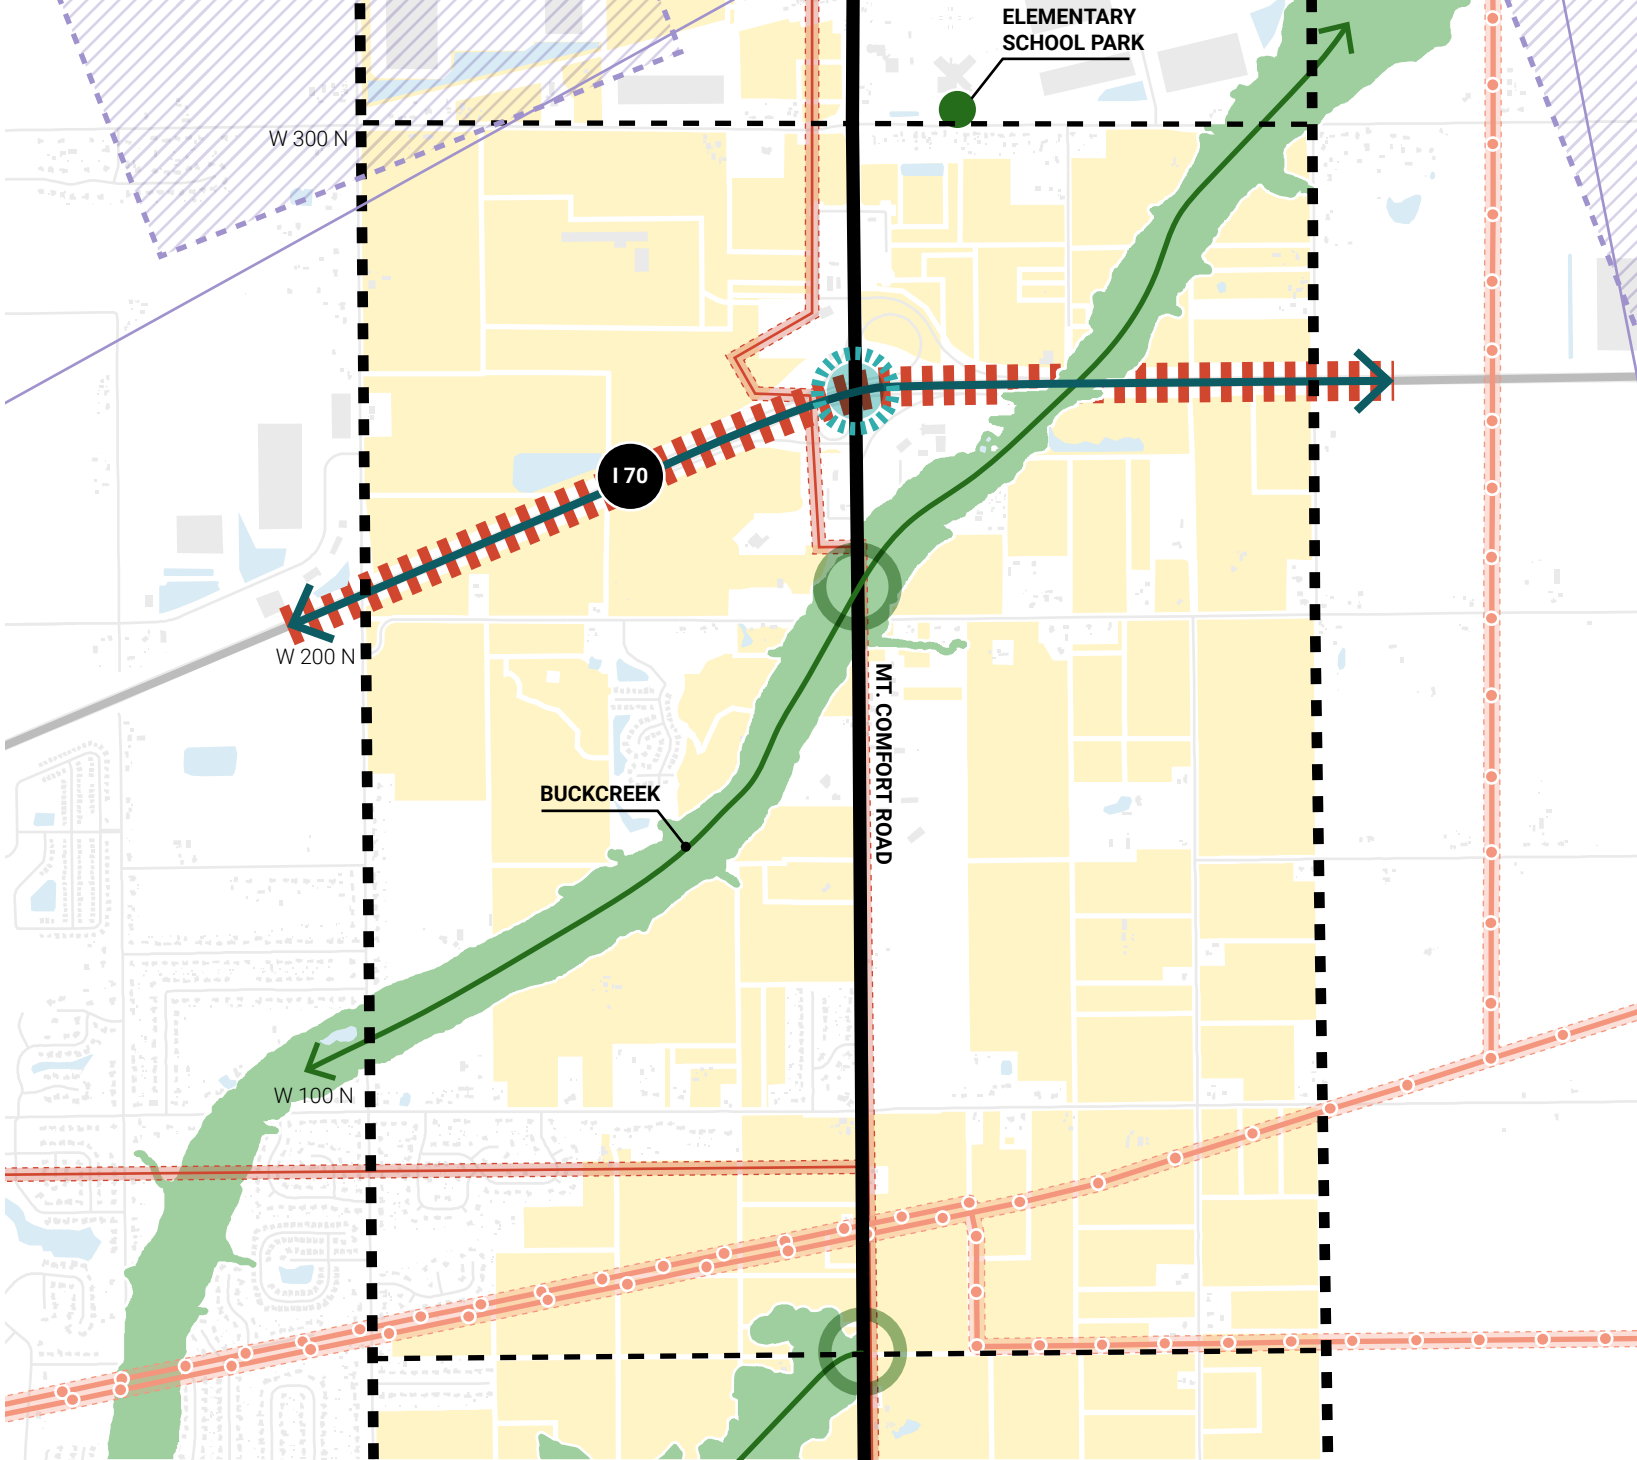 ELEMENTARY
SCHOOL PARK
W 300 N
I 70
W 200 N
MT. COMFORT ROAD
BUCKCREEK
W 100 N